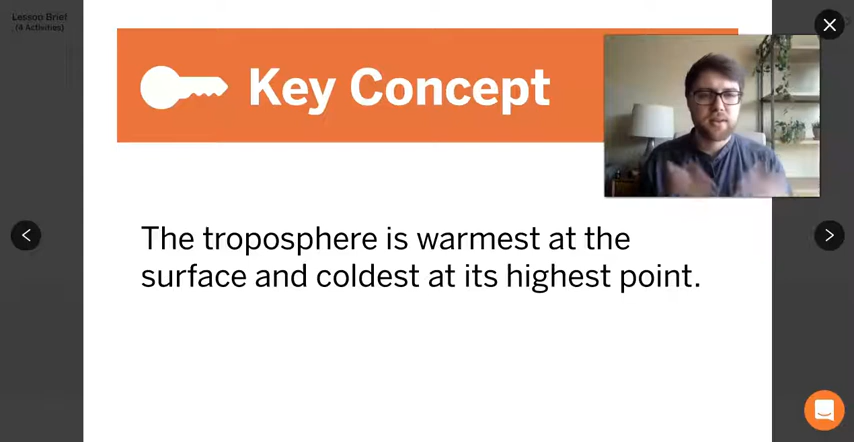 Lesson Brief
(4 Activities)
Key Concept
The troposphere is warmest at the
surface and coldest at its highest point.